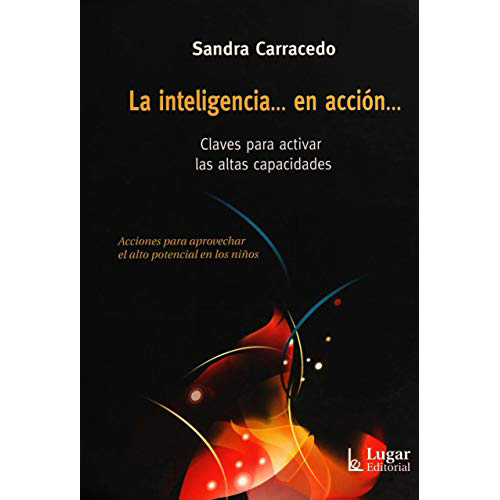 Sandra Carracedo
La inteligencia... en acción...
Claves para activar
las altas capacidades
Acciones para aprovechar
el alto potencial en los niños
Lugar
Editorial